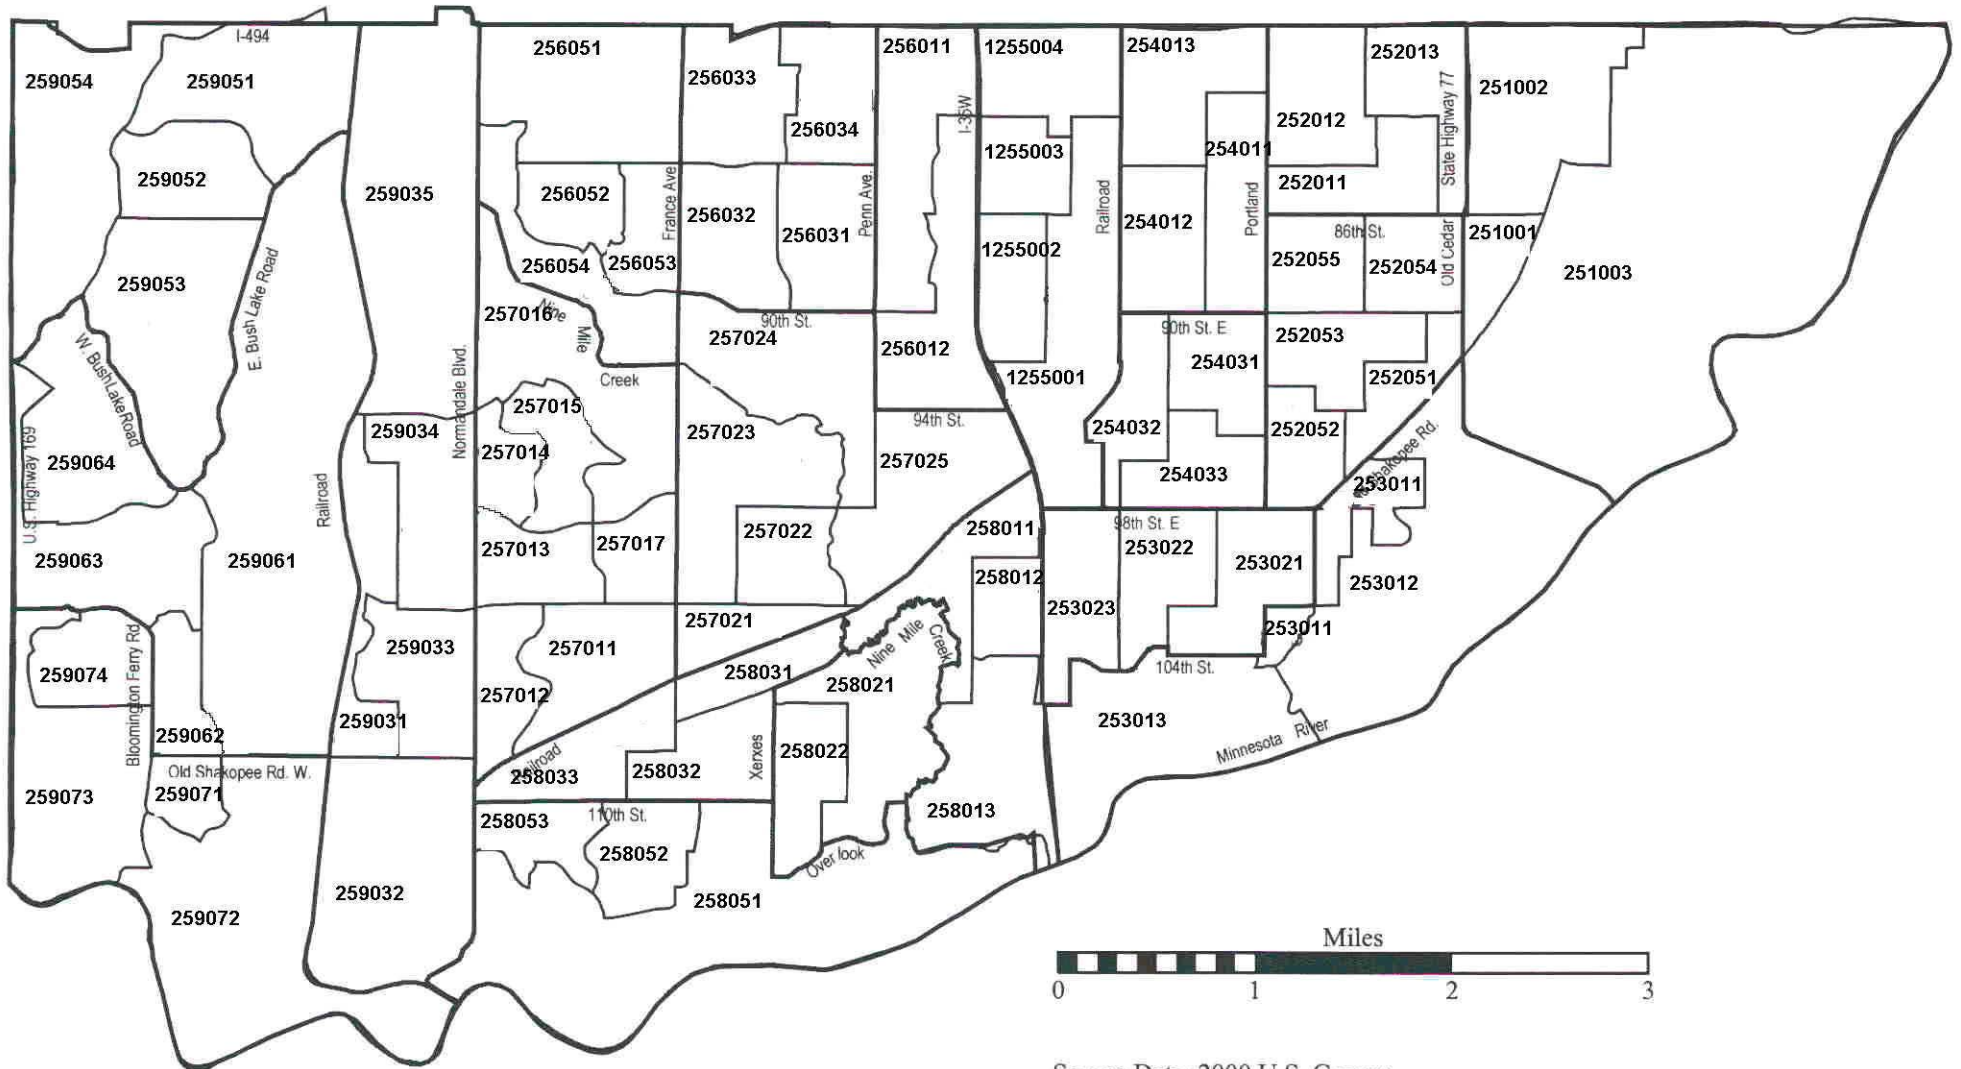 I-494
256051
256011
1255004
254013
252013
259054
259051
256033
251002
State Highway 77
I-35W
256034
252012
1255003
254011
259052
259035
256052
France Ave
256032
Penn Ave.
256031
Railroad
254012
Portland
252011
86th St.
251001
Old Cedar
259053
E. Bush Lake Road
256054
256053
1255002
252055
252054
251003
257016
Nine
Mile
Creek
90th St.
257024
256012
90th St. E
252053
254031
W. Bush Lake Road
Normandale Blvd.
257015
1255001
252051
259034
257014
257023
94th St.
254032
252052
Old Shakopee Rd.
U.S. Highway 169
259064
257025
254033
253011
Railroad
259063
259061
257013
257017
257022
258011
98th St. E
253022
253021
253012
258012
253023
Bloomington Ferry Rd.
259074
259033
257011
257021
Nine Mile
Creek
253011
104th St.
258031
258021
257012
259031
259062
253013
Minnesota River
Xerxes
258022
Railroad
258033
258032
Old Shakopee Rd. W.
259073
259071
258053
110th St.
258013
258052
Over look
259032
258051
259072
Miles
0 1 2 3